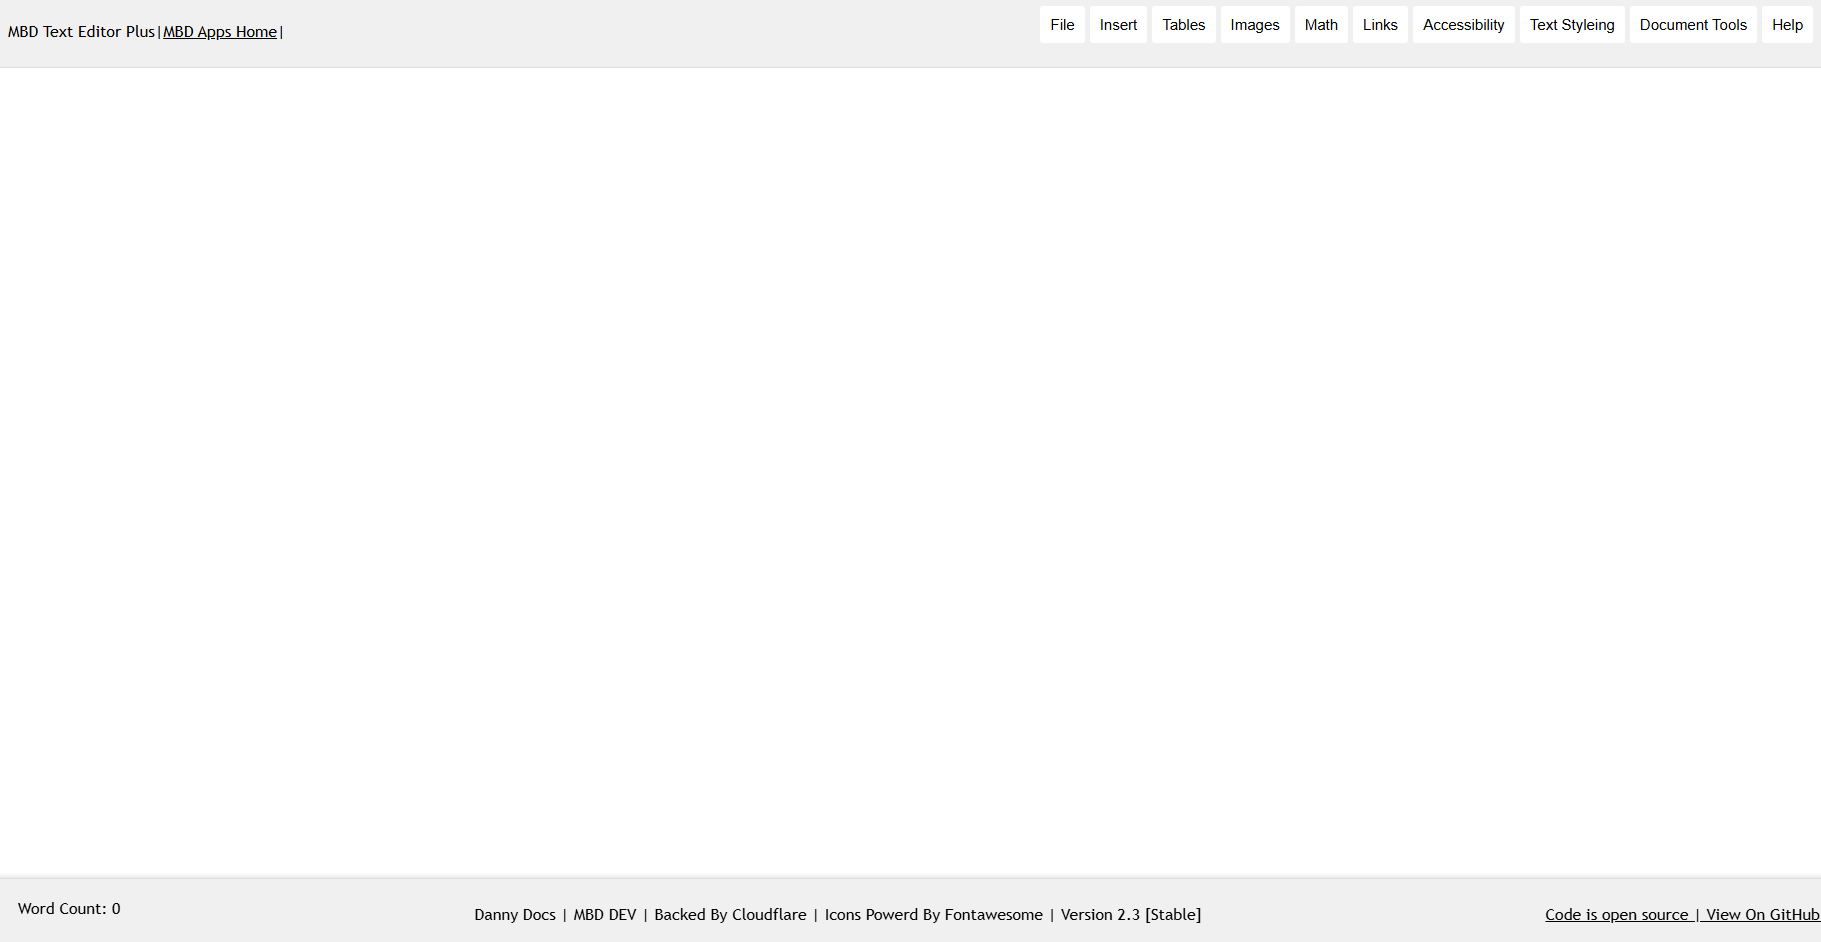 MBD Text Editor Plus|MBD Apps Home|
File Insert Tables Images Math Links Accessibility Text Styleing Document Tools Help
Word Count: 0
Danny Docs | MBD DEV | Backed By Cloudflare | Icons Powerd By Fontawesome | Version 2.3 [Stable]
Code is open source | View On GitHub